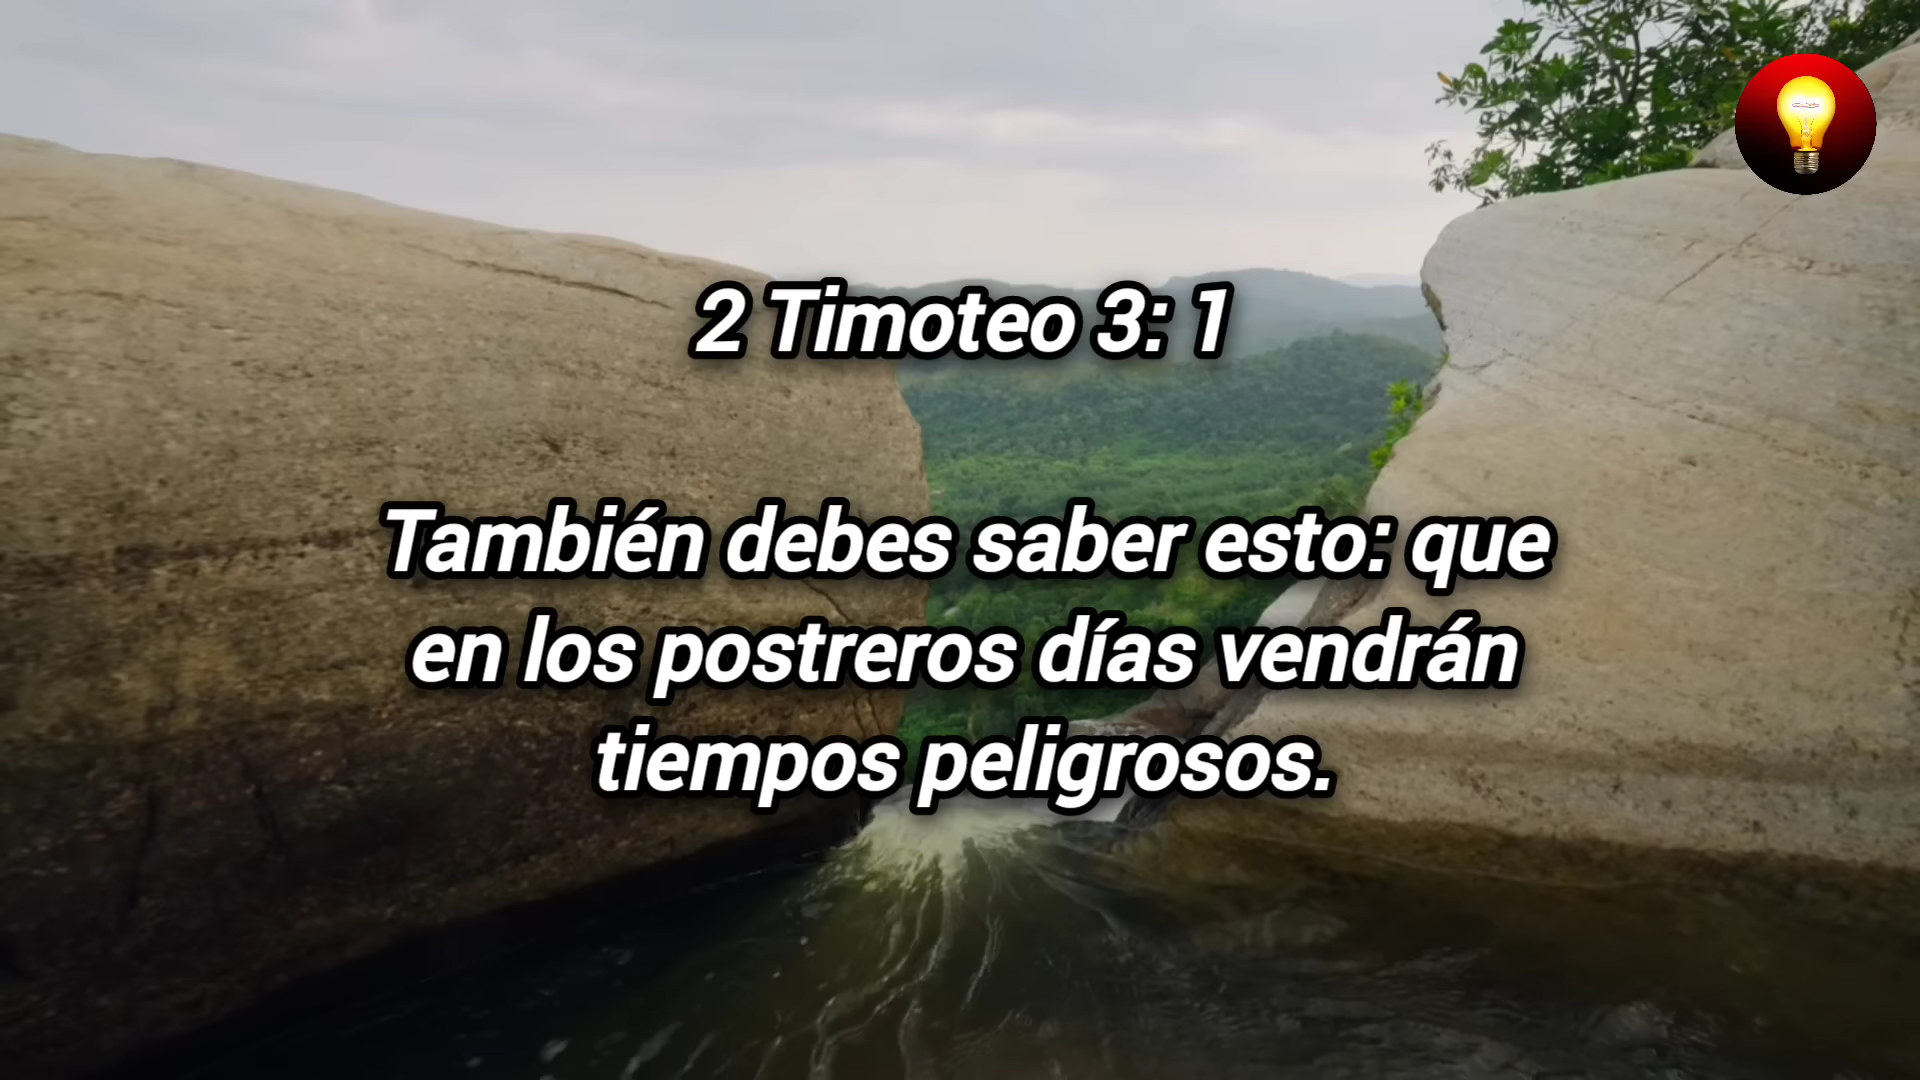 2 Timoteo 3: 1
También debes saber esto: que
en los postreros días vendrán
tiempos peligrosos.